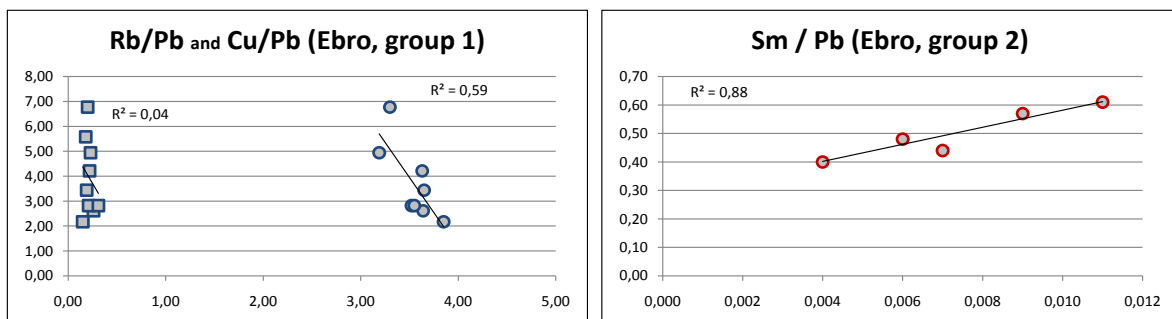 Rb/Pb and Cu/Pb (Ebro, group 1)
8,00
7,00
6,00
5,00
4,00
3,00
2,00
1,00
0,00
R² = 0,04
R² = 0,59
0,00 1,00 2,00 3,00 4,00 5,00
Sm / Pb (Ebro, group 2)
0,70
0,60
0,50
0,40
0,30
0,20
0,10
0,00
R² = 0,88
0,000 0,002 0,004 0,006 0,008 0,010 0,012